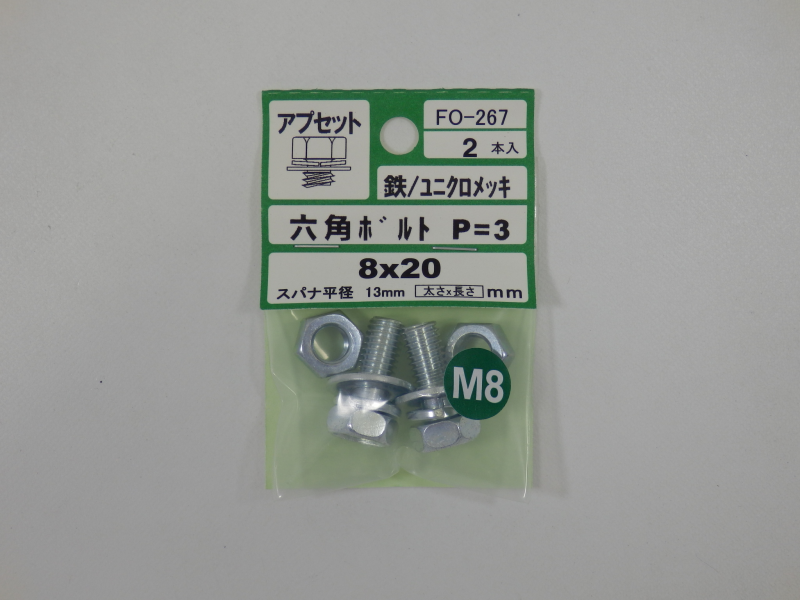 アプセット
FO-267
2 本入
鉄/ユニクロメッキ
六角ボルト P=3
8x20
スパナ平径 13mm 太さx長さ mm
M8